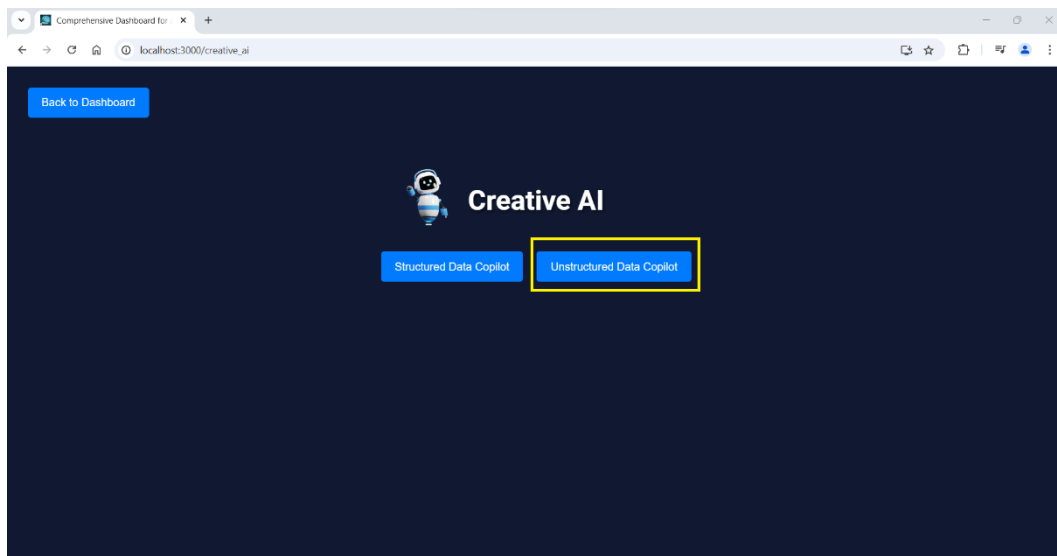 Comprehensive Dashboard for
localhost:3000/creative_ai
Back to Dashboard
Creative AI
Structured Data Copilot
Unstructured Data Copilot